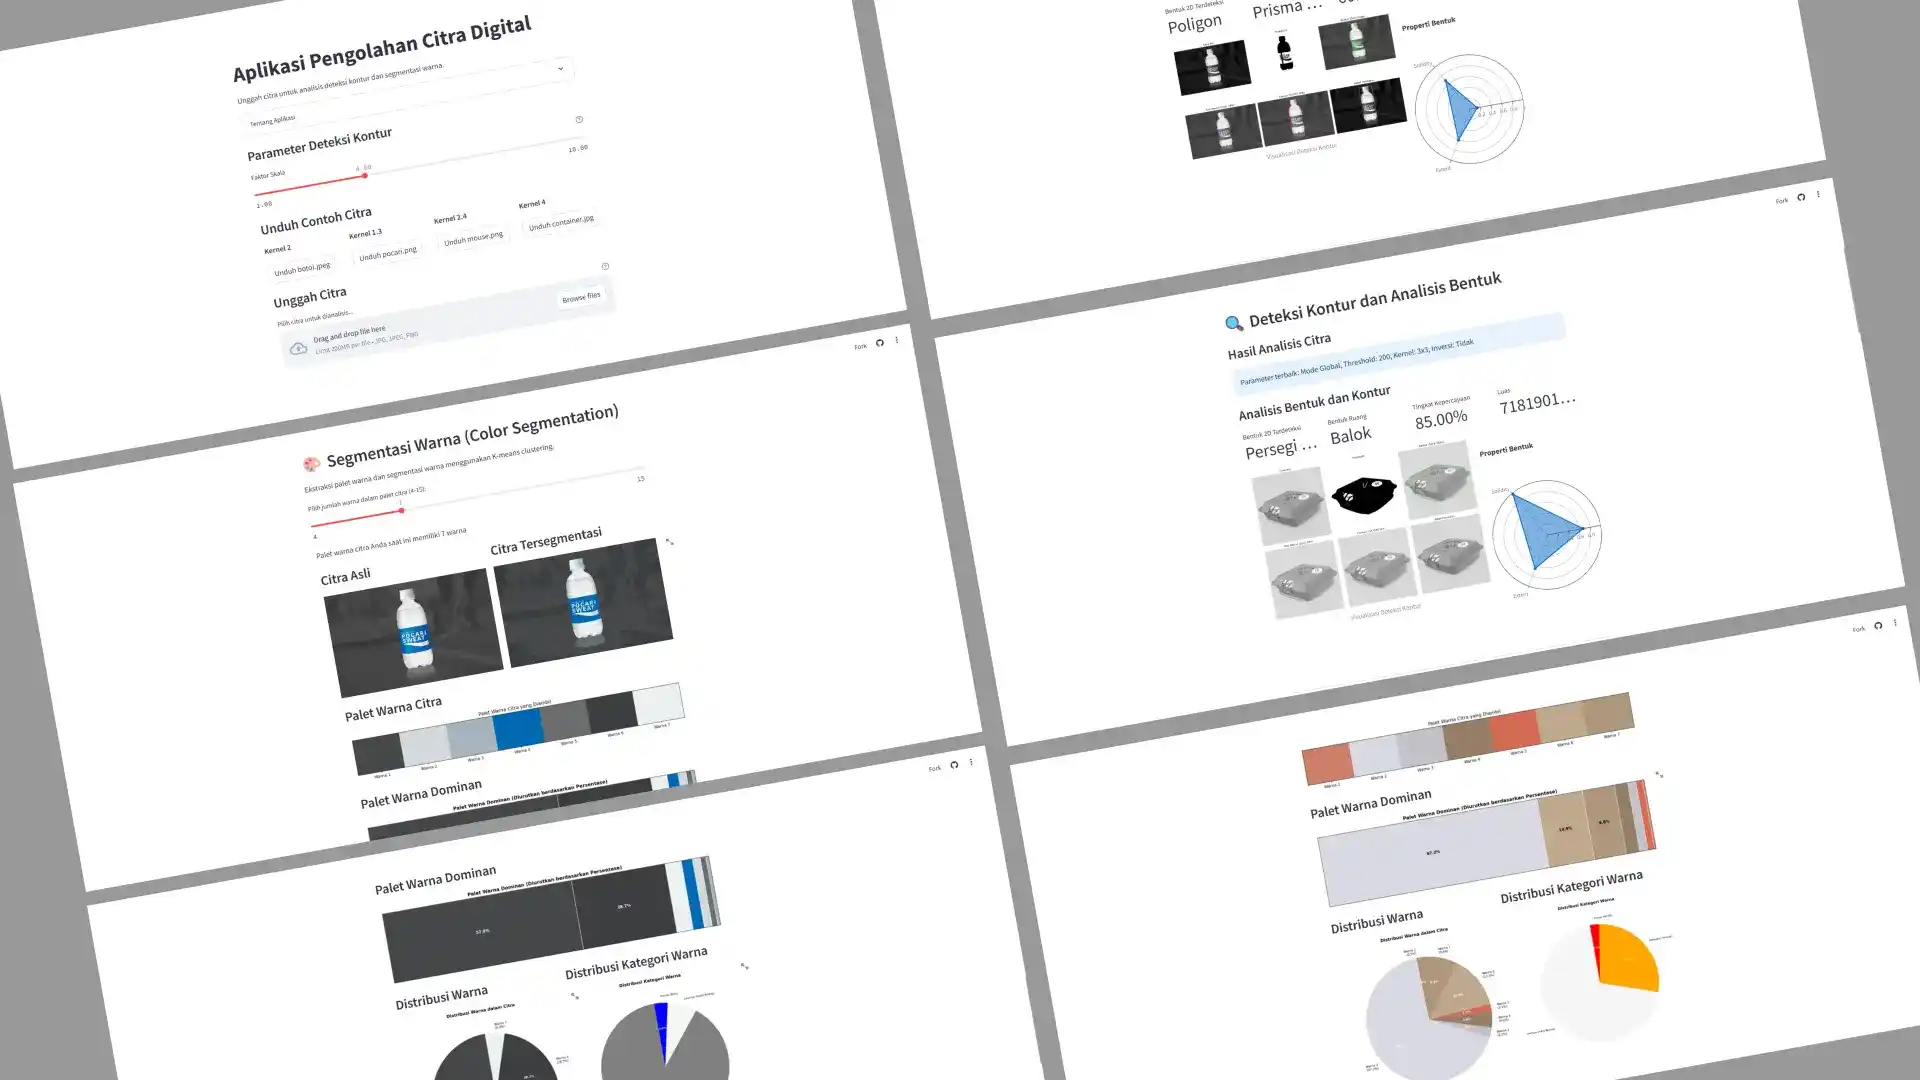 Aplikasi Pengolahan Citra Digital
Unggah citra untuk analisis deteksi kontur dan segmentasi warna.
Tentang Aplikasi
Parameter Deteksi Kontur
Faktor Skala
4.60
1.00
10.00
Unduh Contoh Citra
Kernel 2
Kernel 1.3
Kernel 2.4
Kernel 4
Unduh botol.jpeg
Unduh pocari.png
Unduh mouse.png
Unduh container.jpg
Unggah Citra
Pilih citra untuk dianalisis...
Drag and drop file here
Limit 200MB per file • JPG, JPEG, PNG
Browse files
Bentuk 2D Terdeteksi
Poligon
Prisma ...
Properti Bentuk
Solidity
Extent
Visualisasi Deteksi Kontur
Fork
Segmentasi Warna (Color Segmentation)
Ekstraksi palet warna dan segmentasi warna menggunakan K-means clustering.
Pilih jumlah warna dalam palet citra (4-15):
7
4
15
Palet warna citra Anda saat ini memiliki 7 warna
Citra Asli
Citra Tersegmentasi
POCARI
SWEAT
POCARI
SWEAT
Palet Warna Citra
Palet Warna Citra yang Diambil
Warna 1
Warna 2
Warna 3
Warna 4
Warna 5
Warna 6
Warna 7
Palet Warna Dominan
Palet Warna Dominan (Diurutkan berdasarkan Persentase)
Fork
Deteksi Kontur dan Analisis Bentuk
Hasil Analisis Citra
Parameter terbaik: Mode Global, Threshold: 200, Kernel: 3x3, Inversi: Tidak
Analisis Bentuk dan Kontur
Bentuk 2D Terdeteksi
Persegi ...
Bentuk Ruang
Balok
Tingkat Kepercayaan
85.00%
Luas
7181901...
Properti Bentuk
Solidity
Extent
Visualisasi Deteksi Kontur
Fork
Palet Warna Dominan
Palet Warna Dominan (Diurutkan berdasarkan Persentase)
Distribusi Warna
Distribusi Warna dalam Citra
Distribusi Kategori Warna
Distribusi Kategori Warna
Fork
Palet Warna Citra yang Diambil
Warna 1
Warna 2
Warna 3
Warna 4
Warna 5
Warna 6
Warna 7
Palet Warna Dominan
Palet Warna Dominan (Diurutkan berdasarkan Persentase)
Distribusi Warna
Distribusi Warna dalam Citra
Distribusi Kategori Warna
Distribusi Kategori Warna